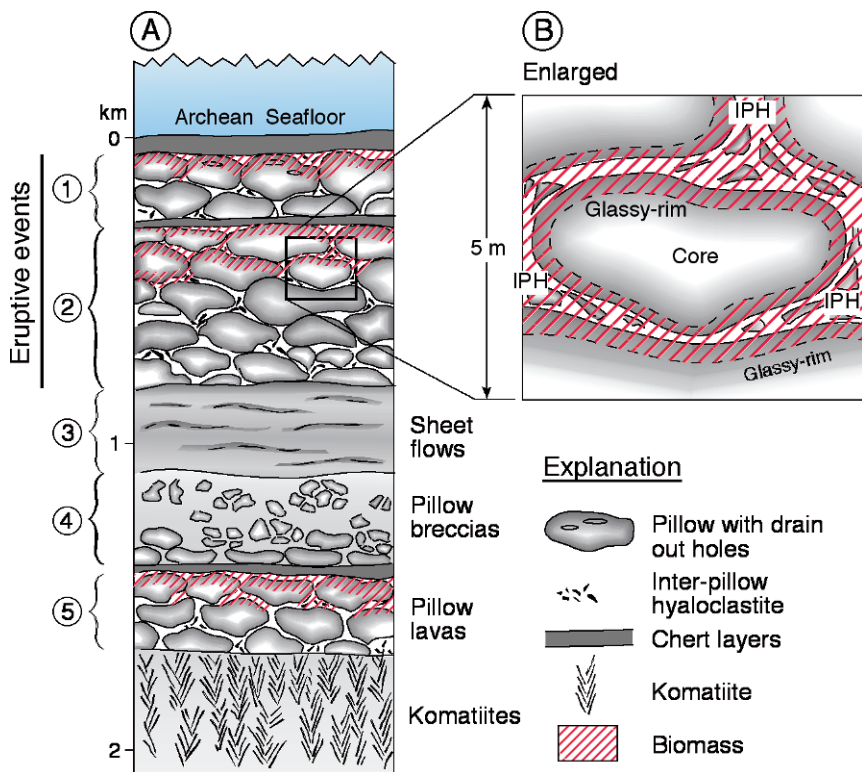 A
B
Enlarged
km
Archean Seafloor
0
IPH
1
Glassy-rim
Eruptive events
5 m
Core
2
IPH
IPH
Glassy-rim
3
Sheet
flows
1
Explanation
4
Pillow
breccias
Pillow with drain
out holes
Inter-pillow
hyaloclastite
5
Pillow
lavas
Chert layers
Komatiite
Komatiites
Biomass
2